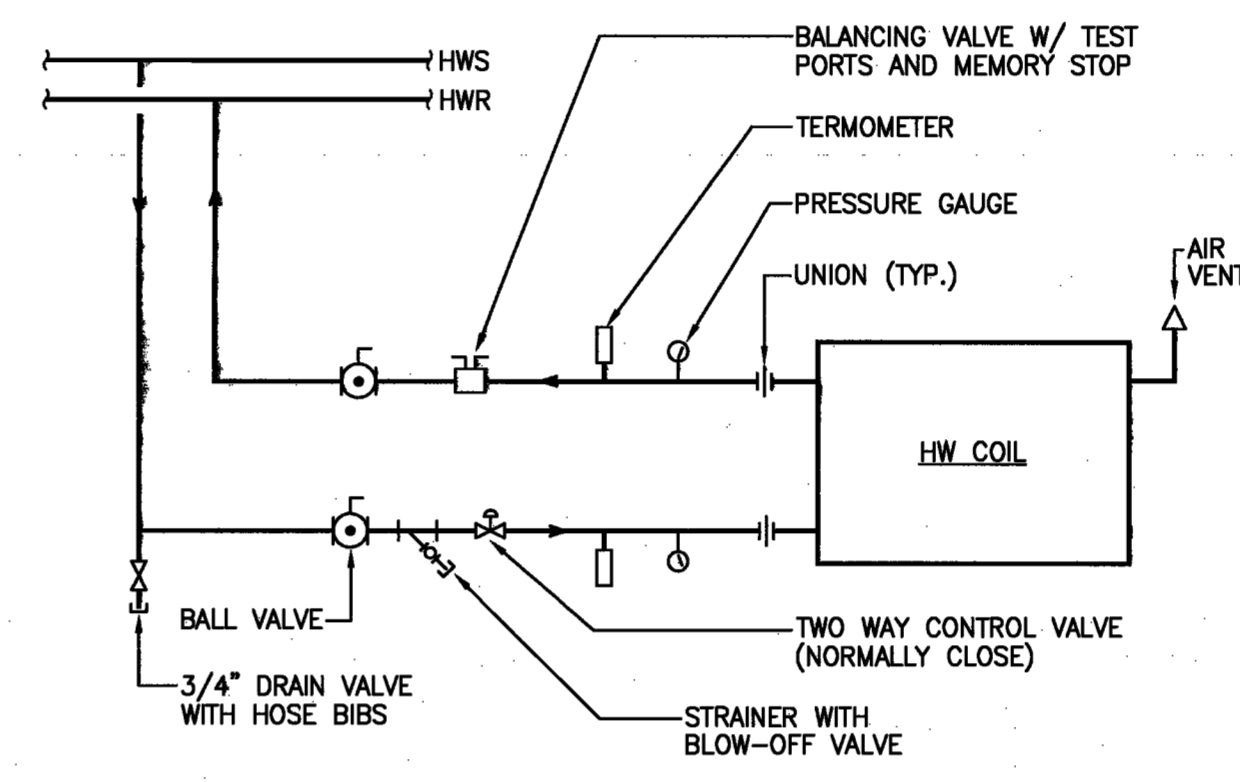 HWS
HWR
BALANCING VALVE W/ TEST
PORTS AND MEMORY STOP
TERMOMETER
PRESSURE GAUGE
UNION (TYP.)
AIR
VENT
HW COIL
BALL VALVE
TWO WAY CONTROL VALVE
(NORMALLY CLOSE)
3/4" DRAIN VALVE
WITH HOSE BIBS
STRAINER WITH
BLOW-OFF VALVE